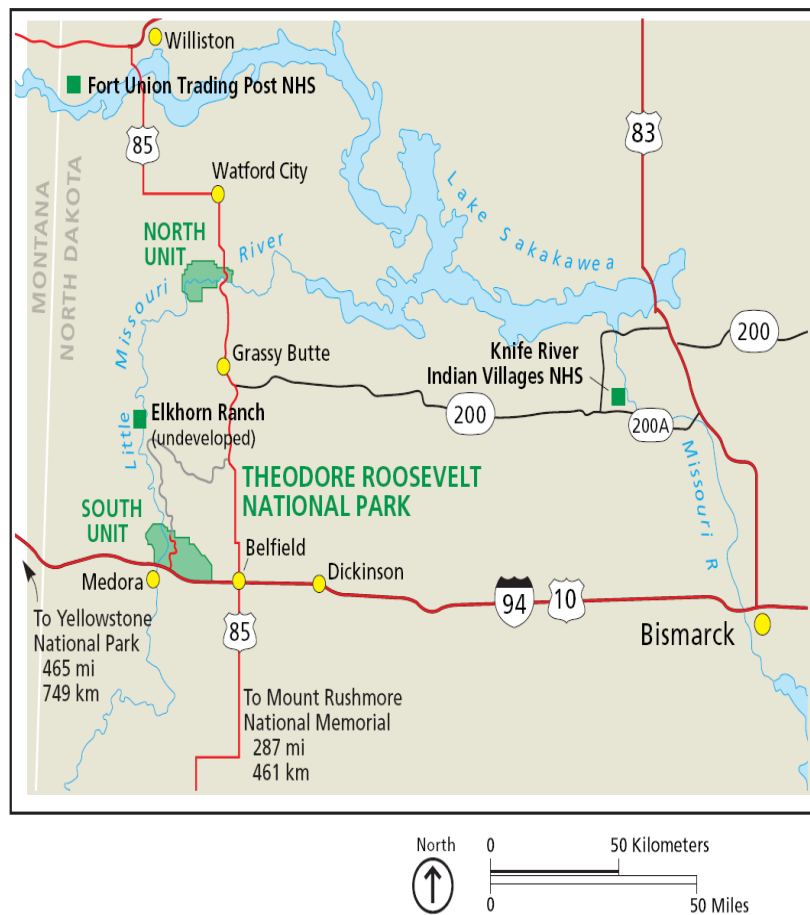 Williston
Fort Union Trading Post NHS
85
83
Watford City
Lake Sakakawea
MONTANA
NORTH DAKOTA
NORTH
UNIT
Little Missouri River
Grassy Butte
Knife River
Indian Villages NHS
200
200
200A
Elkhorn Ranch
(undeveloped)
Missouri R
THEODORE ROOSEVELT
NATIONAL PARK
SOUTH
UNIT
Belfield
Medora
Dickinson
94
10
Bismarck
To Yellowstone
National Park
465 mi
749 km
85
To Mount Rushmore
National Memorial
287 mi
461 km
North
0
50 Kilometers
0
50 Miles